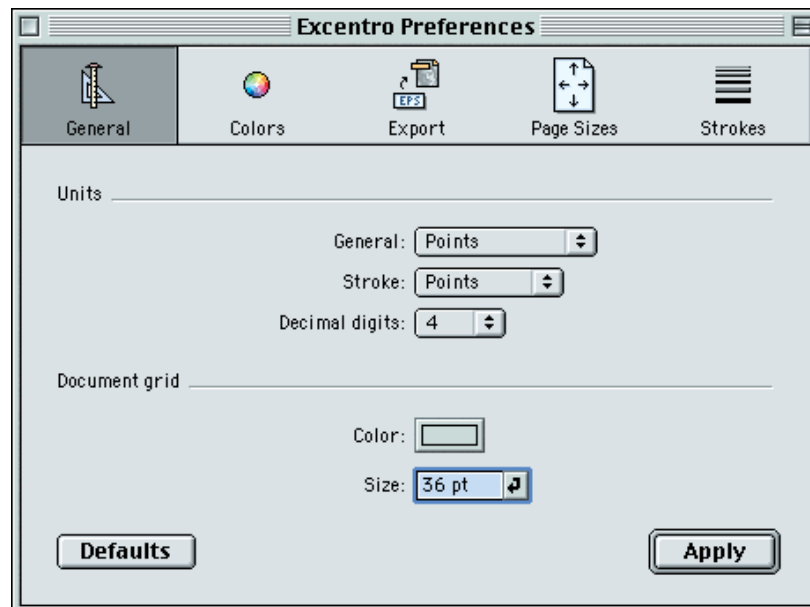 Excentro Preferences
General Colors Export Page Sizes Strokes
EPS
Units
General: Points
Stroke: Points
Decimal digits: 4
Document grid
Color:
Size: 36 pt
Defaults Apply